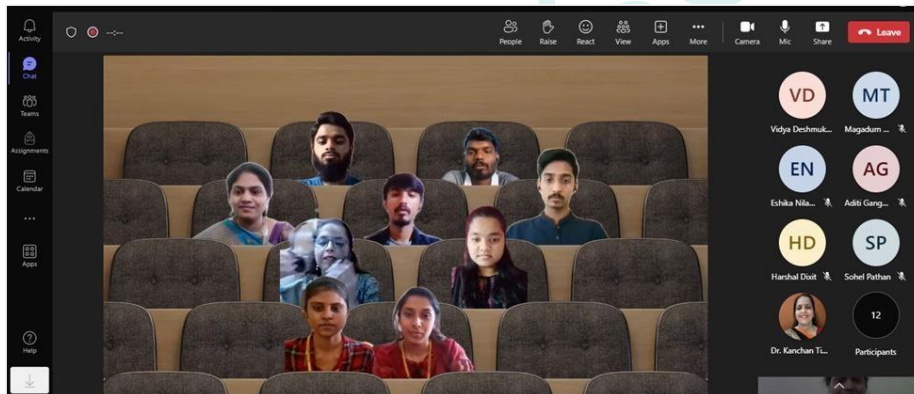 Activity
Chat
Teams
Assignments
Calendar
Apps
Help
--:--
People
Raise
React
View
Apps
More
Camera
Mic
Share
Leave
VD
MT
Vidya Deshmuk...
Magadum ...
EN
AG
Eshika Nila...
Aditi Gang...
HD
SP
Harshal Dixit
Sohel Pathan
12
Dr. Kanchan Ti...
Participants